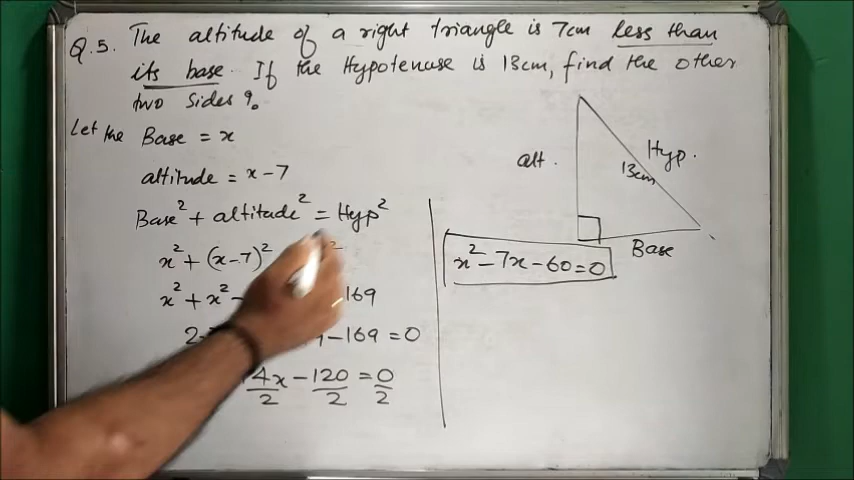 Q.5. The altitude of a right triangle is 7cm less than
its base. If the Hypotenuse is 13cm, find the other
two sides ?
Let the Base = x
altitude = x-7
Base² + altitude² = Hyp²
x² + (x-7)²
x² + x² - 169
2 - 169 = 0
4x/2 - 120/2 = 0/2
x² - 7x - 60 = 0
alt.
Hyp.
13cm
Base